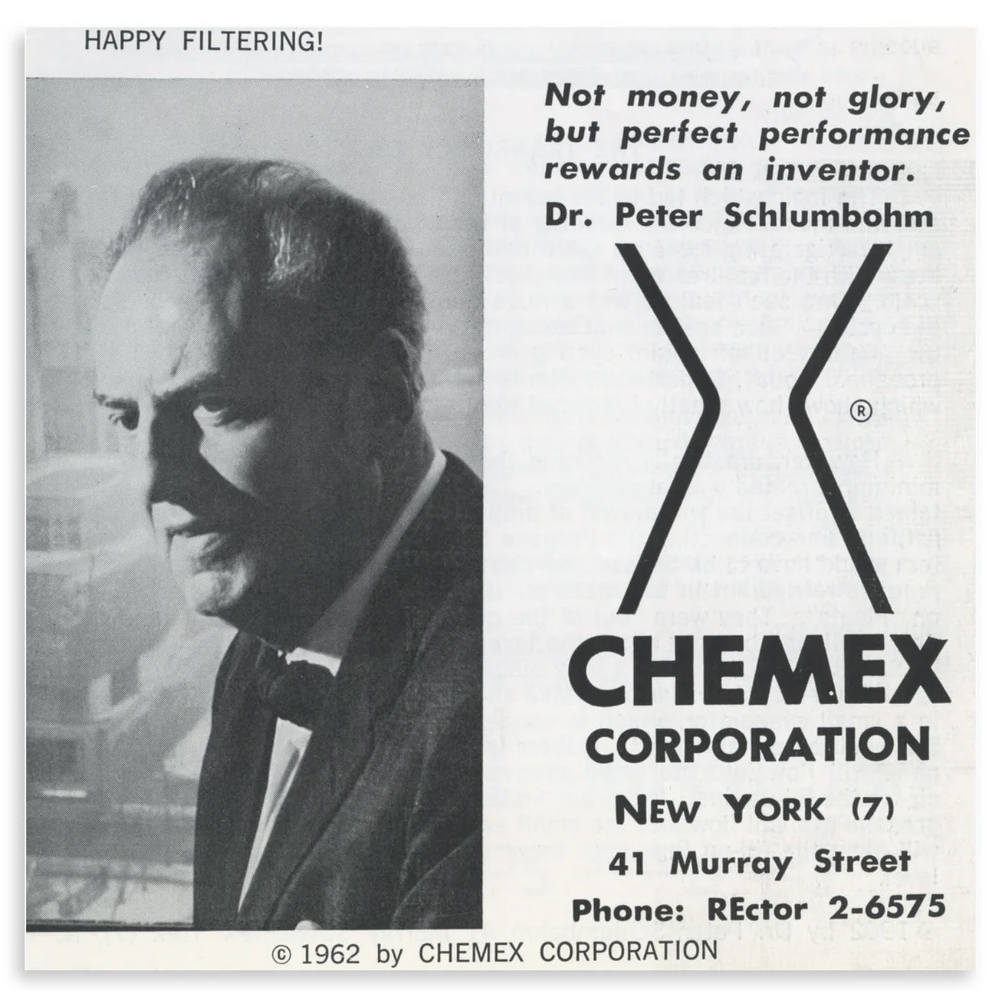 HAPPY FILTERING!
Not money, not glory,
but perfect performance
rewards an inventor.
Dr. Peter Schlumbohm
®
CHEMEX
CORPORATION
NEW YORK (7)
41 Murray Street
Phone: REctor 2-6575
© 1962 by CHEMEX CORPORATION